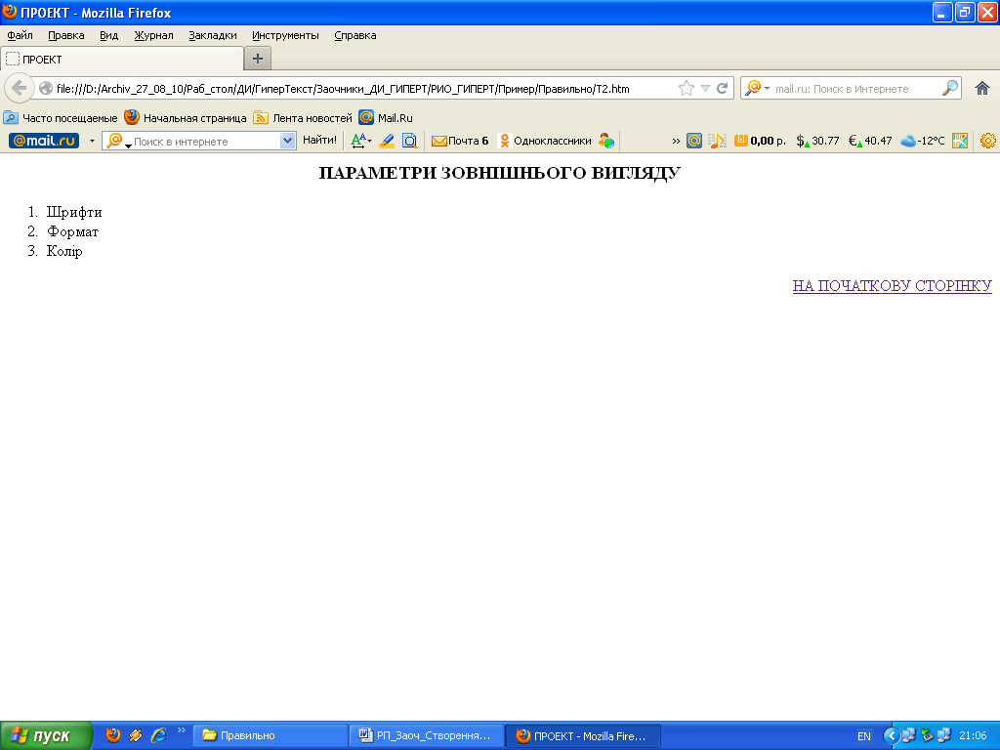 ПРОЕКТ - Mozilla Firefox
Файл Правка Вид Журнал Закладки Инструменты Справка
ПРОЕКТ
file:///D:/Archiv_27_08_10/Раб_стол/ДИ/ГиперТекст/Заочники_ДИ_ГИПЕРТ/РИО_ГИПЕРТ/Пример/Правильно/T2.htm mail.ru: Поиск в Интернете
Часто посещаемые Начальная страница Лента новостей Mail.Ru
@mail.ru Поиск в интернете Найти! Почта 6 Одноклассники » 0,00 р. $ 30.77 € 40.47 -12°C
ПАРАМЕТРИ ЗОВНІШНЬОГО ВИГЛЯДУ
1. Шрифти
2. Формат
3. Колір
НА ПОЧАТКОВУ СТОРІНКУ
пуск » Правильно РП_Заоч_Створення... ПРОЕКТ - Mozilla Fire... EN 21:06